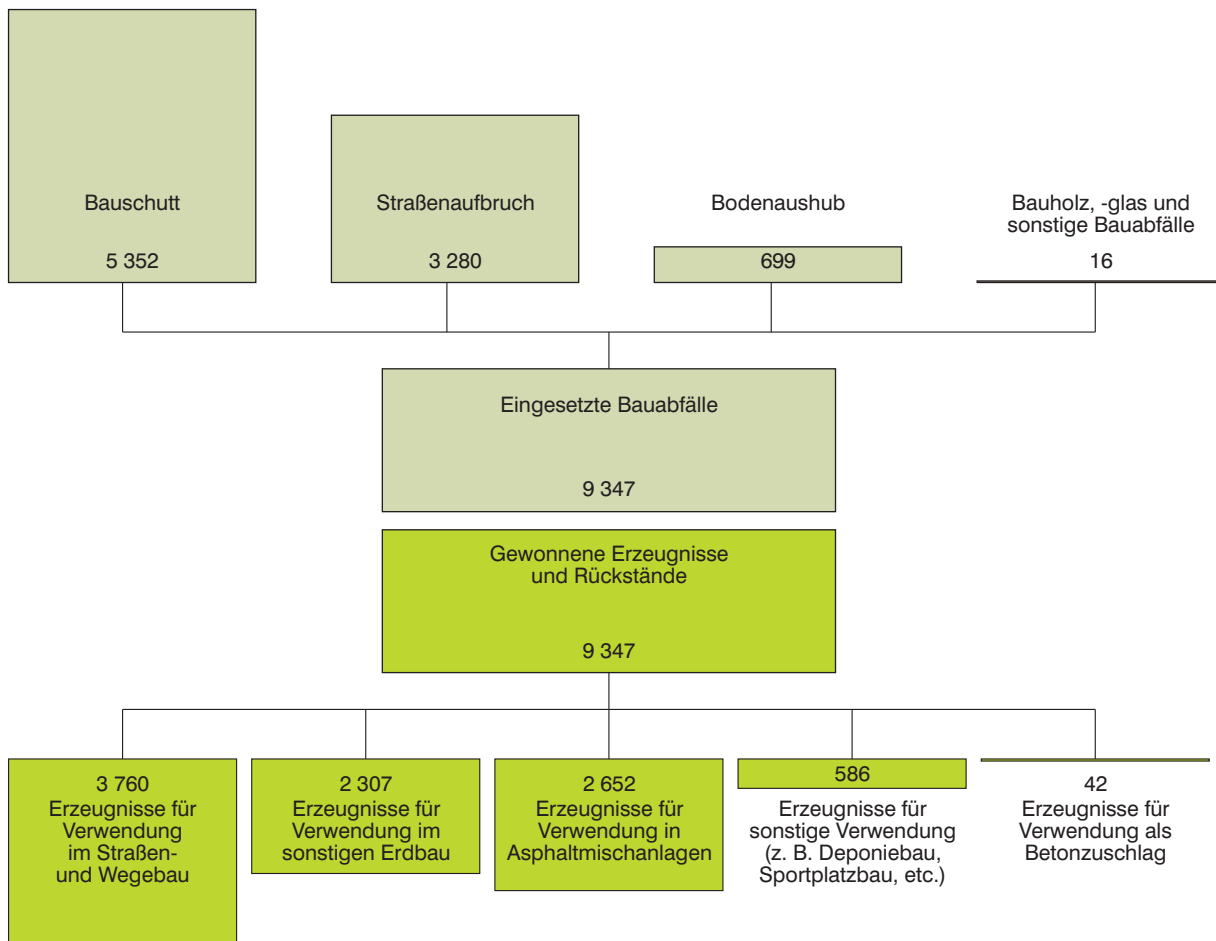 Bauschutt
5 352
Straßenaufbruch
3 280
Bodenaushub
699
Bauholz, -glas und
sonstige Bauabfälle
16
Eingesetzte Bauabfälle
9 347
Gewonnene Erzeugnisse
und Rückstände
9 347
3 760
Erzeugnisse für
Verwendung
im Straßen-
und Wegebau
2 307
Erzeugnisse für
Verwendung im
sonstigen Erdbau
2 652
Erzeugnisse für
Verwendung in
Asphaltmischanlagen
586
Erzeugnisse für
sonstige Verwendung
(z. B. Deponiebau,
Sportplatzbau, etc.)
42
Erzeugnisse für
Verwendung als
Betonzuschlag